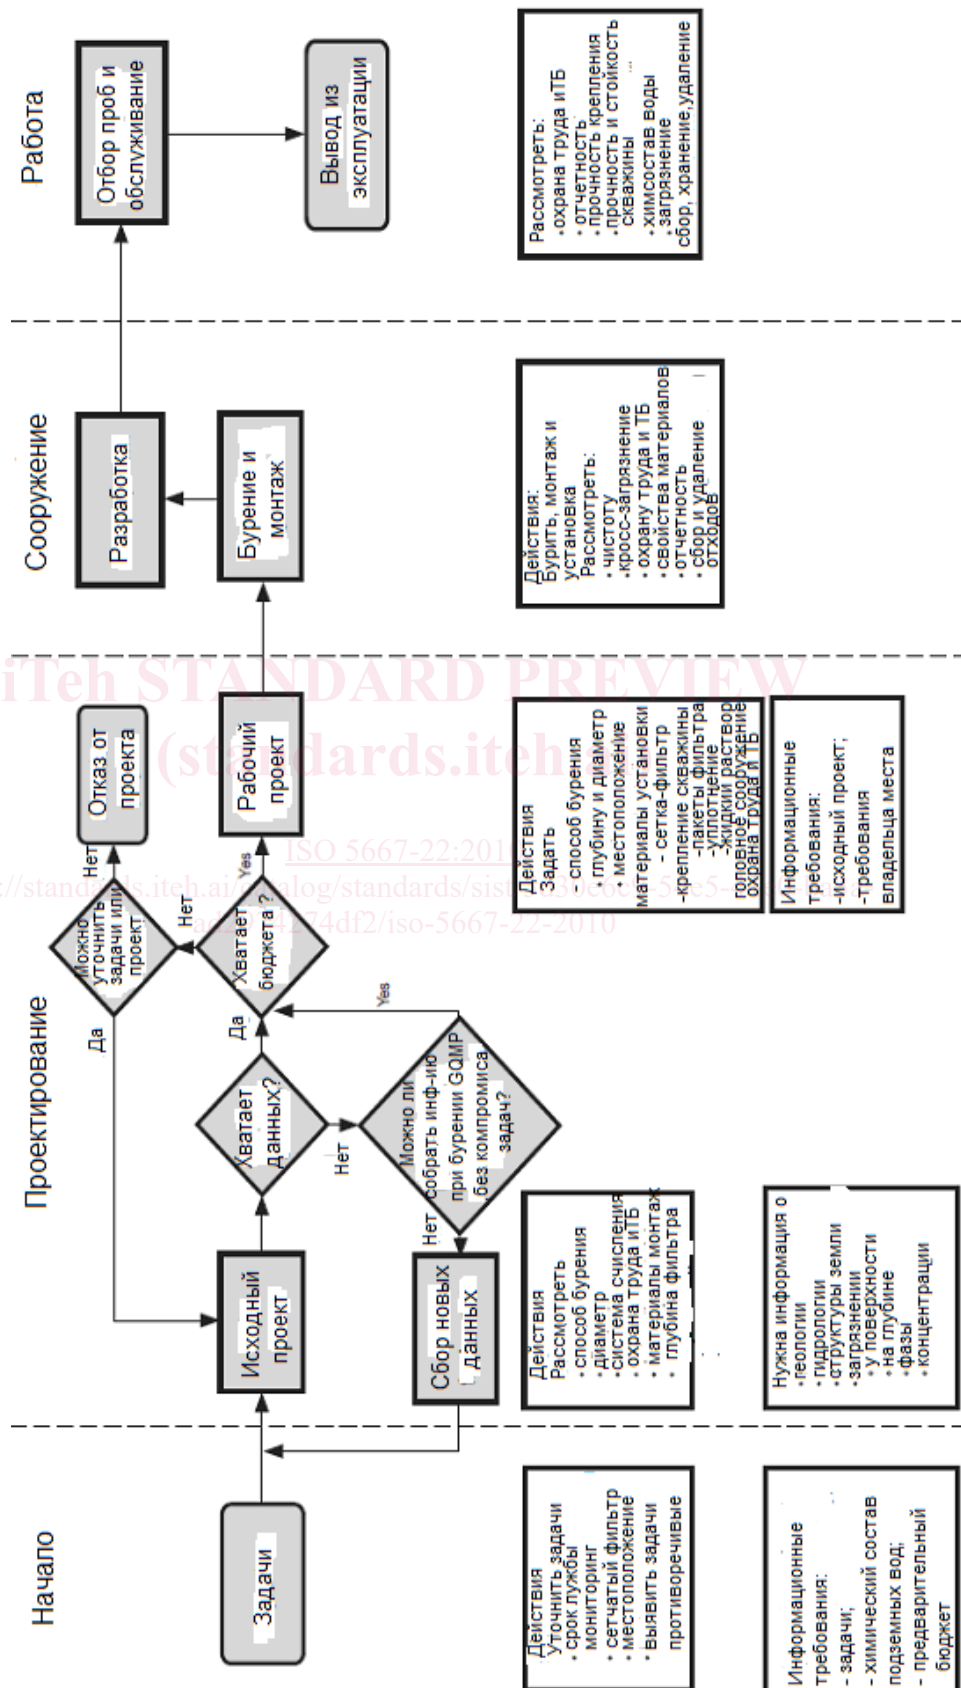 Начало
Проектирование
Сооружение
Работа
Задачи
Исходный
проект
Сбор новых
данных
Хватает
данных?
Можно ли
собрать инф-ию
при бурении GQMP
без компромиса
задач?
Хватает
бюджета ?
Можно
уточнить
задачи или
проект
Отказ от
проекта
Рабочий
проект
Бурение и
монтаж
Разработка
Отбор проб и
обслуживание
Вывод из
эксплуатации
Да
Нет
Нет
Yes
Да
Нет
Нет
Yes
Действия
Уточнить задачи
• срок службы
мониторинг
• сетчатый фильтр
• местоположение
• выявить задачи
противоречивые
Информационные
требования:
- задачи;
- химический состав
подземных вод;
- предварительный
бюджет
Действия
Рассмотреть
• способ бурения
• диаметр
• система счисления
• охрана труда иТБ
• материалы монтаж
• глубина фильтра
Нужна информация о
• геологии
• гидрологии
• структуры земли
• загрязнении
• у поверхности
• на глубине
• фазы
• концентрации
Действия
Задать
- способ бурения
• глубину и диаметр
• местоположение
материалы установки
- сетка-фильтр
-крепление скважины
-пакеты фильтра
-уплотнение
-жидкий раствор
головное сооружение
охрана труда и ТБ
Информационные
требования:
-исходный проект;
-требования
владельца места
Действия:
Бурить, монтаж и
установка
Рассмотреть:
• чистоту
•кросс-загрязнение
• охрану труда и ТБ
•свойства материалов
•отчетность
• сбор и удаление
отходов
Рассмотреть:
•охрана труда иТБ
• отчетность
•прочность крепления
•прочность и стойкость
скважины
•химсостав воды
•загрязнение
сбор, хранение,удаление
iTeh STANDARD PREVIEW
(standards.iteh
ISO 5667-22:201
ad2
74df2/iso-5667-22-2010